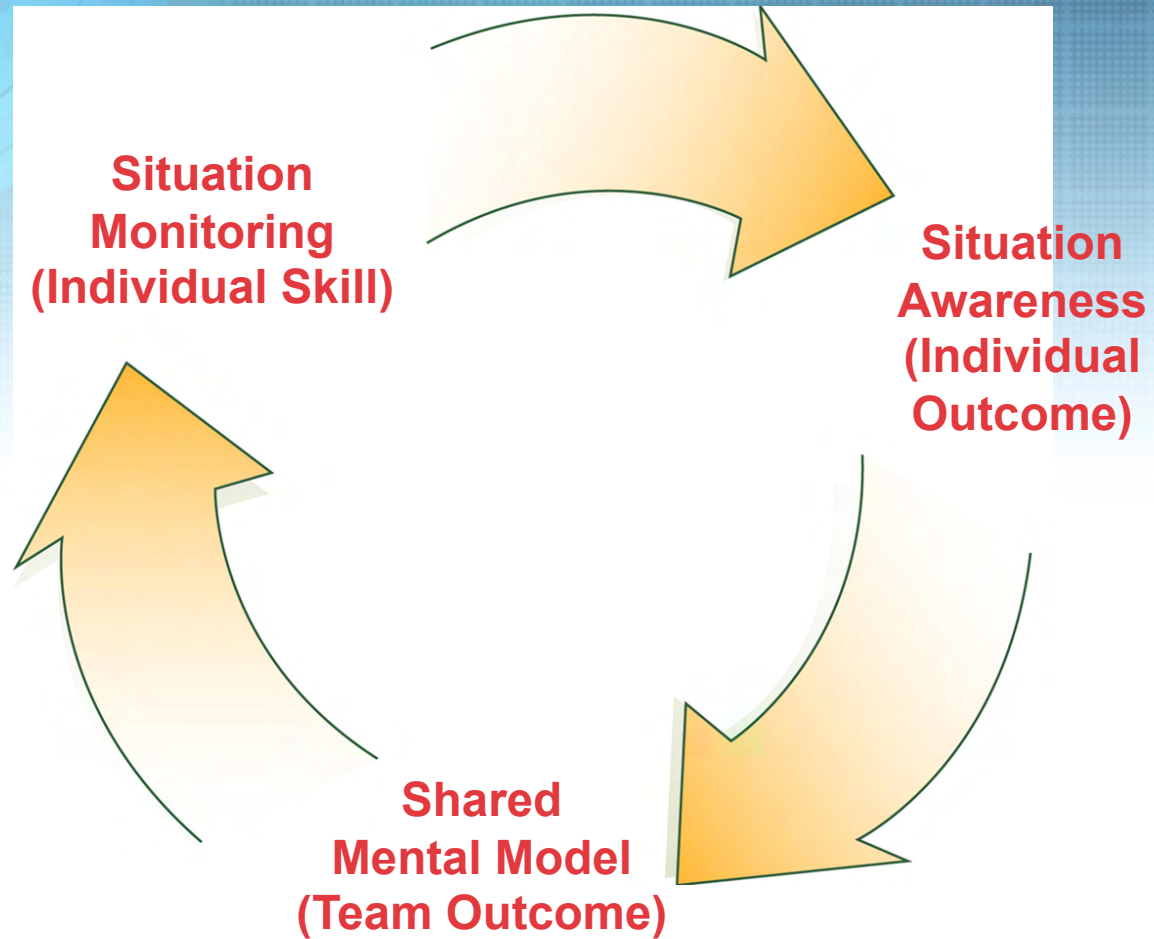 Situation
Monitoring
(Individual Skill)
Situation
Awareness
(Individual
Outcome)
Shared
Mental Model
(Team Outcome)